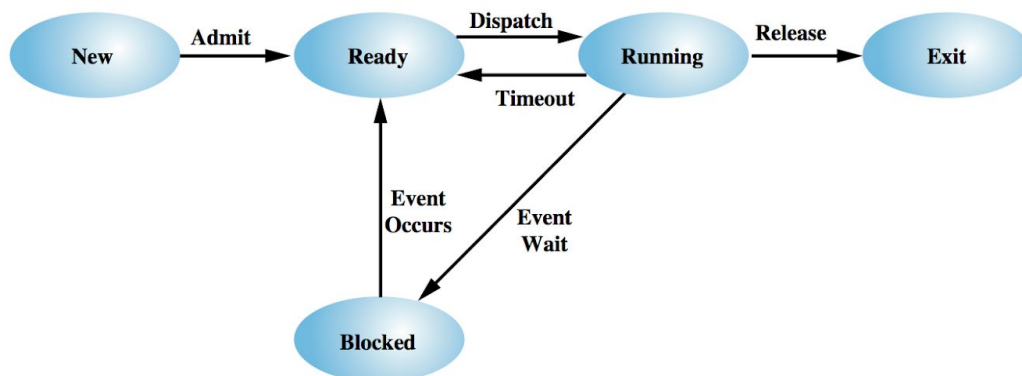 Dispatch
Admit
Release
New
Ready
Running
Exit
Timeout
Event
Occurs
Event
Wait
Blocked